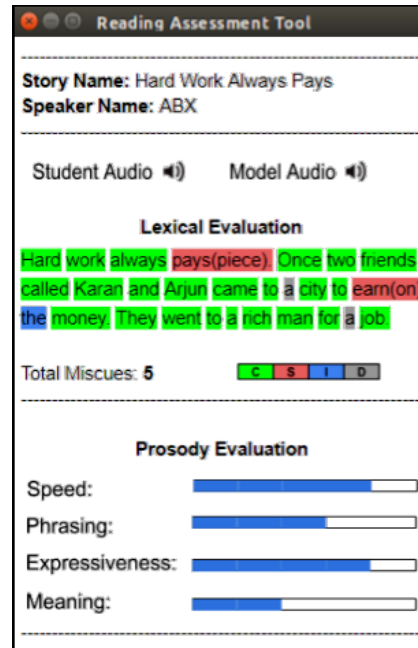 Reading Assessment Tool
Story Name: Hard Work Always Pays
Speaker Name: ABX
Student Audio Model Audio
Lexical Evaluation
Hard work always pays(piece). Once two friends
called Karan and Arjun came to a city to earn(on
the money. They went to a rich man for a job.
Total Miscues: 5 C S I D
Prosody Evaluation
Speed:
Phrasing:
Expressiveness:
Meaning: